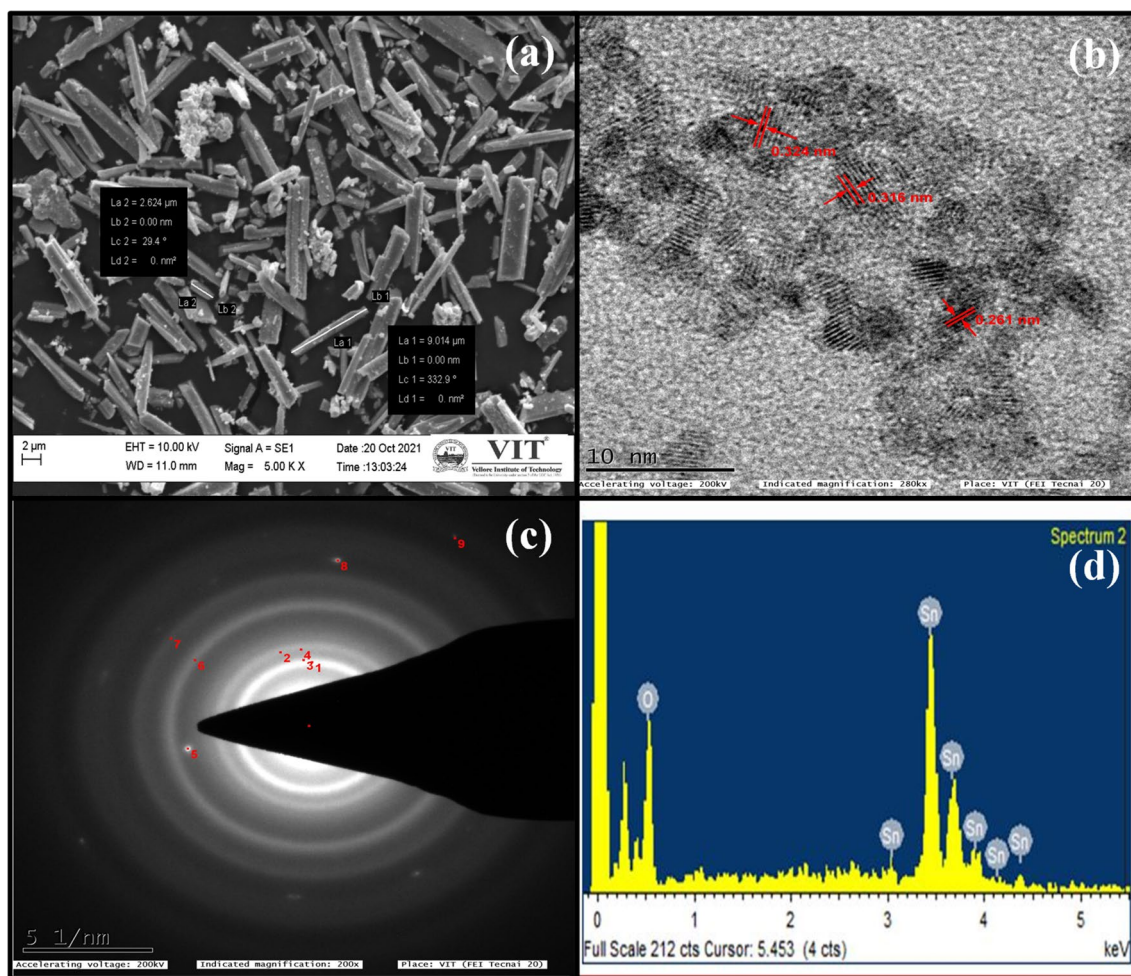 (a)
La 2 = 2.624 µm
Lb 2 = 0.00 nm
Lc 2 = 29.4 °
Ld 2 = 0. nm²
La 2
Lb 2
Lb 1
La 1
La 1 = 9.014 µm
Lb 1 = 0.00 nm
Lc 1 = 332.9 °
Ld 1 = 0. nm²
2 µm
EHT = 10.00 kV
Signal A = SE1
Date :20 Oct 2021
WD = 11.0 mm
Mag = 5.00 K X
Time :13:03:24
VIT
VIT®
Vellore Institute of Technology
(b)
0.334 nm
0.316 nm
0.261 nm
10 nm
Accelerating voltage: 200kV Indicated magnification: 280kx Place: VIT (FEI Tecnai 20)
(c)
9
8
7
6
2
4
3
1
5
5 1/nm
Accelerating voltage: 200kV Indicated magnification: 200x Place: VIT (FEI Tecnai 20)
Spectrum 2
(d)
Sn
O
Sn
Sn
Sn
Sn
Sn
0 1 2 3 4 5
Full Scale 212 cts Cursor: 5.453 (4 cts) keV